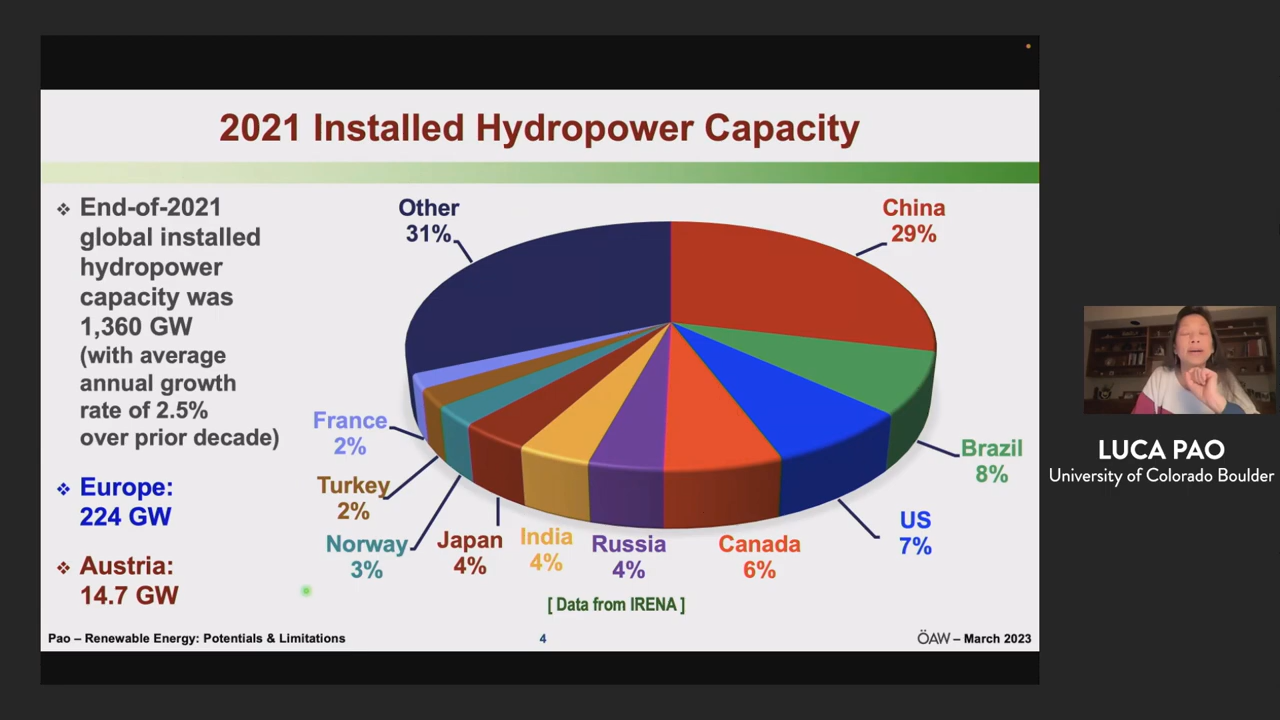 2021 Installed Hydropower Capacity
❖ End-of-2021
global installed
hydropower
capacity was
1,360 GW
(with average
annual growth
rate of 2.5%
over prior decade)
❖ Europe:
224 GW
❖ Austria:
14.7 GW
Other
31%
China
29%
Brazil
8%
US
7%
Canada
6%
Russia
4%
India
4%
Japan
4%
Norway
3%
Turkey
2%
France
2%
[ Data from IRENA ]
Pao – Renewable Energy: Potentials & Limitations
4
ÖAW – March 2023
LUCA PAO
University of Colorado Boulder